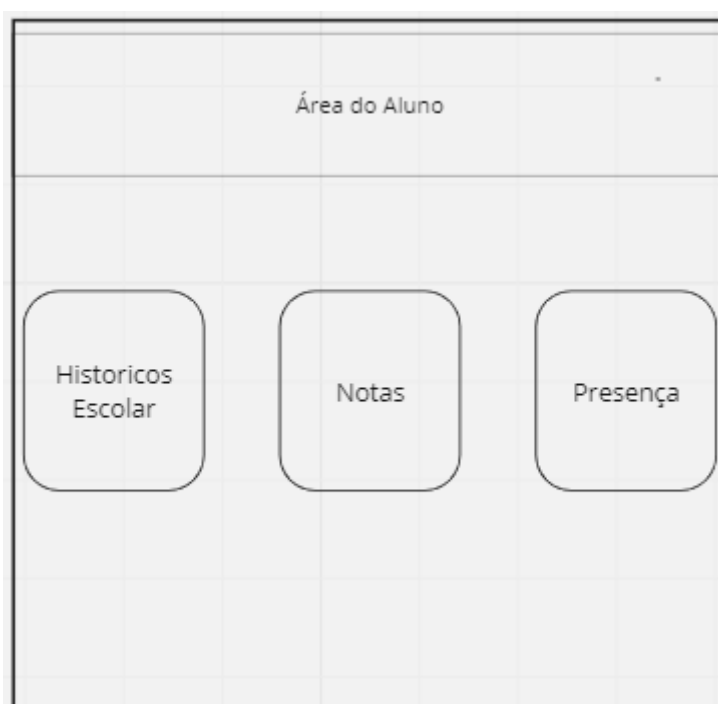 Área do Aluno
Historicos
Escolar
Notas
Presença